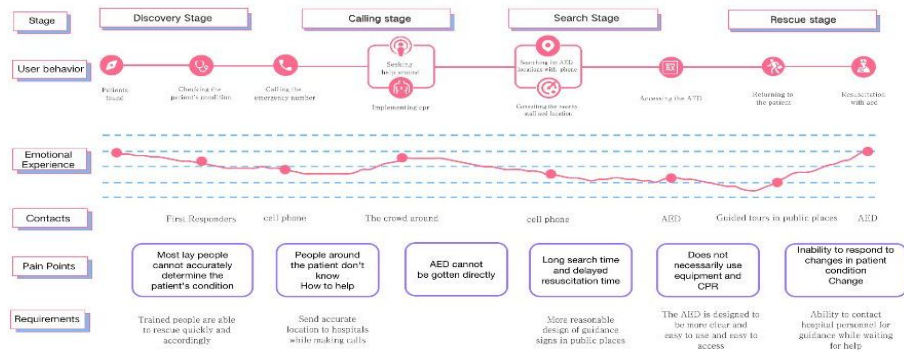 Stage
Discovery Stage
Calling stage
Search Stage
Rescue stage
User behavior
Patients
found
Checking the
patient's condition
Calling the
emergency number
Seeking
help around
Implementing cpr
Searching the AED
locations with phone
Consulting the nearby
staff and location
Accessing the AED
Returning to
the patient
Resuscitation
with aed
Emotional
Experience
Contacts
First Responders
cell phone
The crowd around
cell phone
AED
Guided tours in public places
AED
Pain Points
Most lay people
cannot accurately
determine the
patient's condition
People around
the patient don't
know
How to help
AED cannot
be gotten directly
Long search time
and delayed
resuscitation time
Does not
necessarily use
equipment and
CPR
Inability to respond to
changes in patient
condition
Change
Requirements
Trained people are able
to rescue quickly and
accordingly
Send accurate
location to hospitals
while making calls
More reasonable
design of guidance
signs in public places
The AED is designed to
be more clear and
easy to use and easy to
access
Ability to contact
hospital personnel for
guidance while waiting
for help